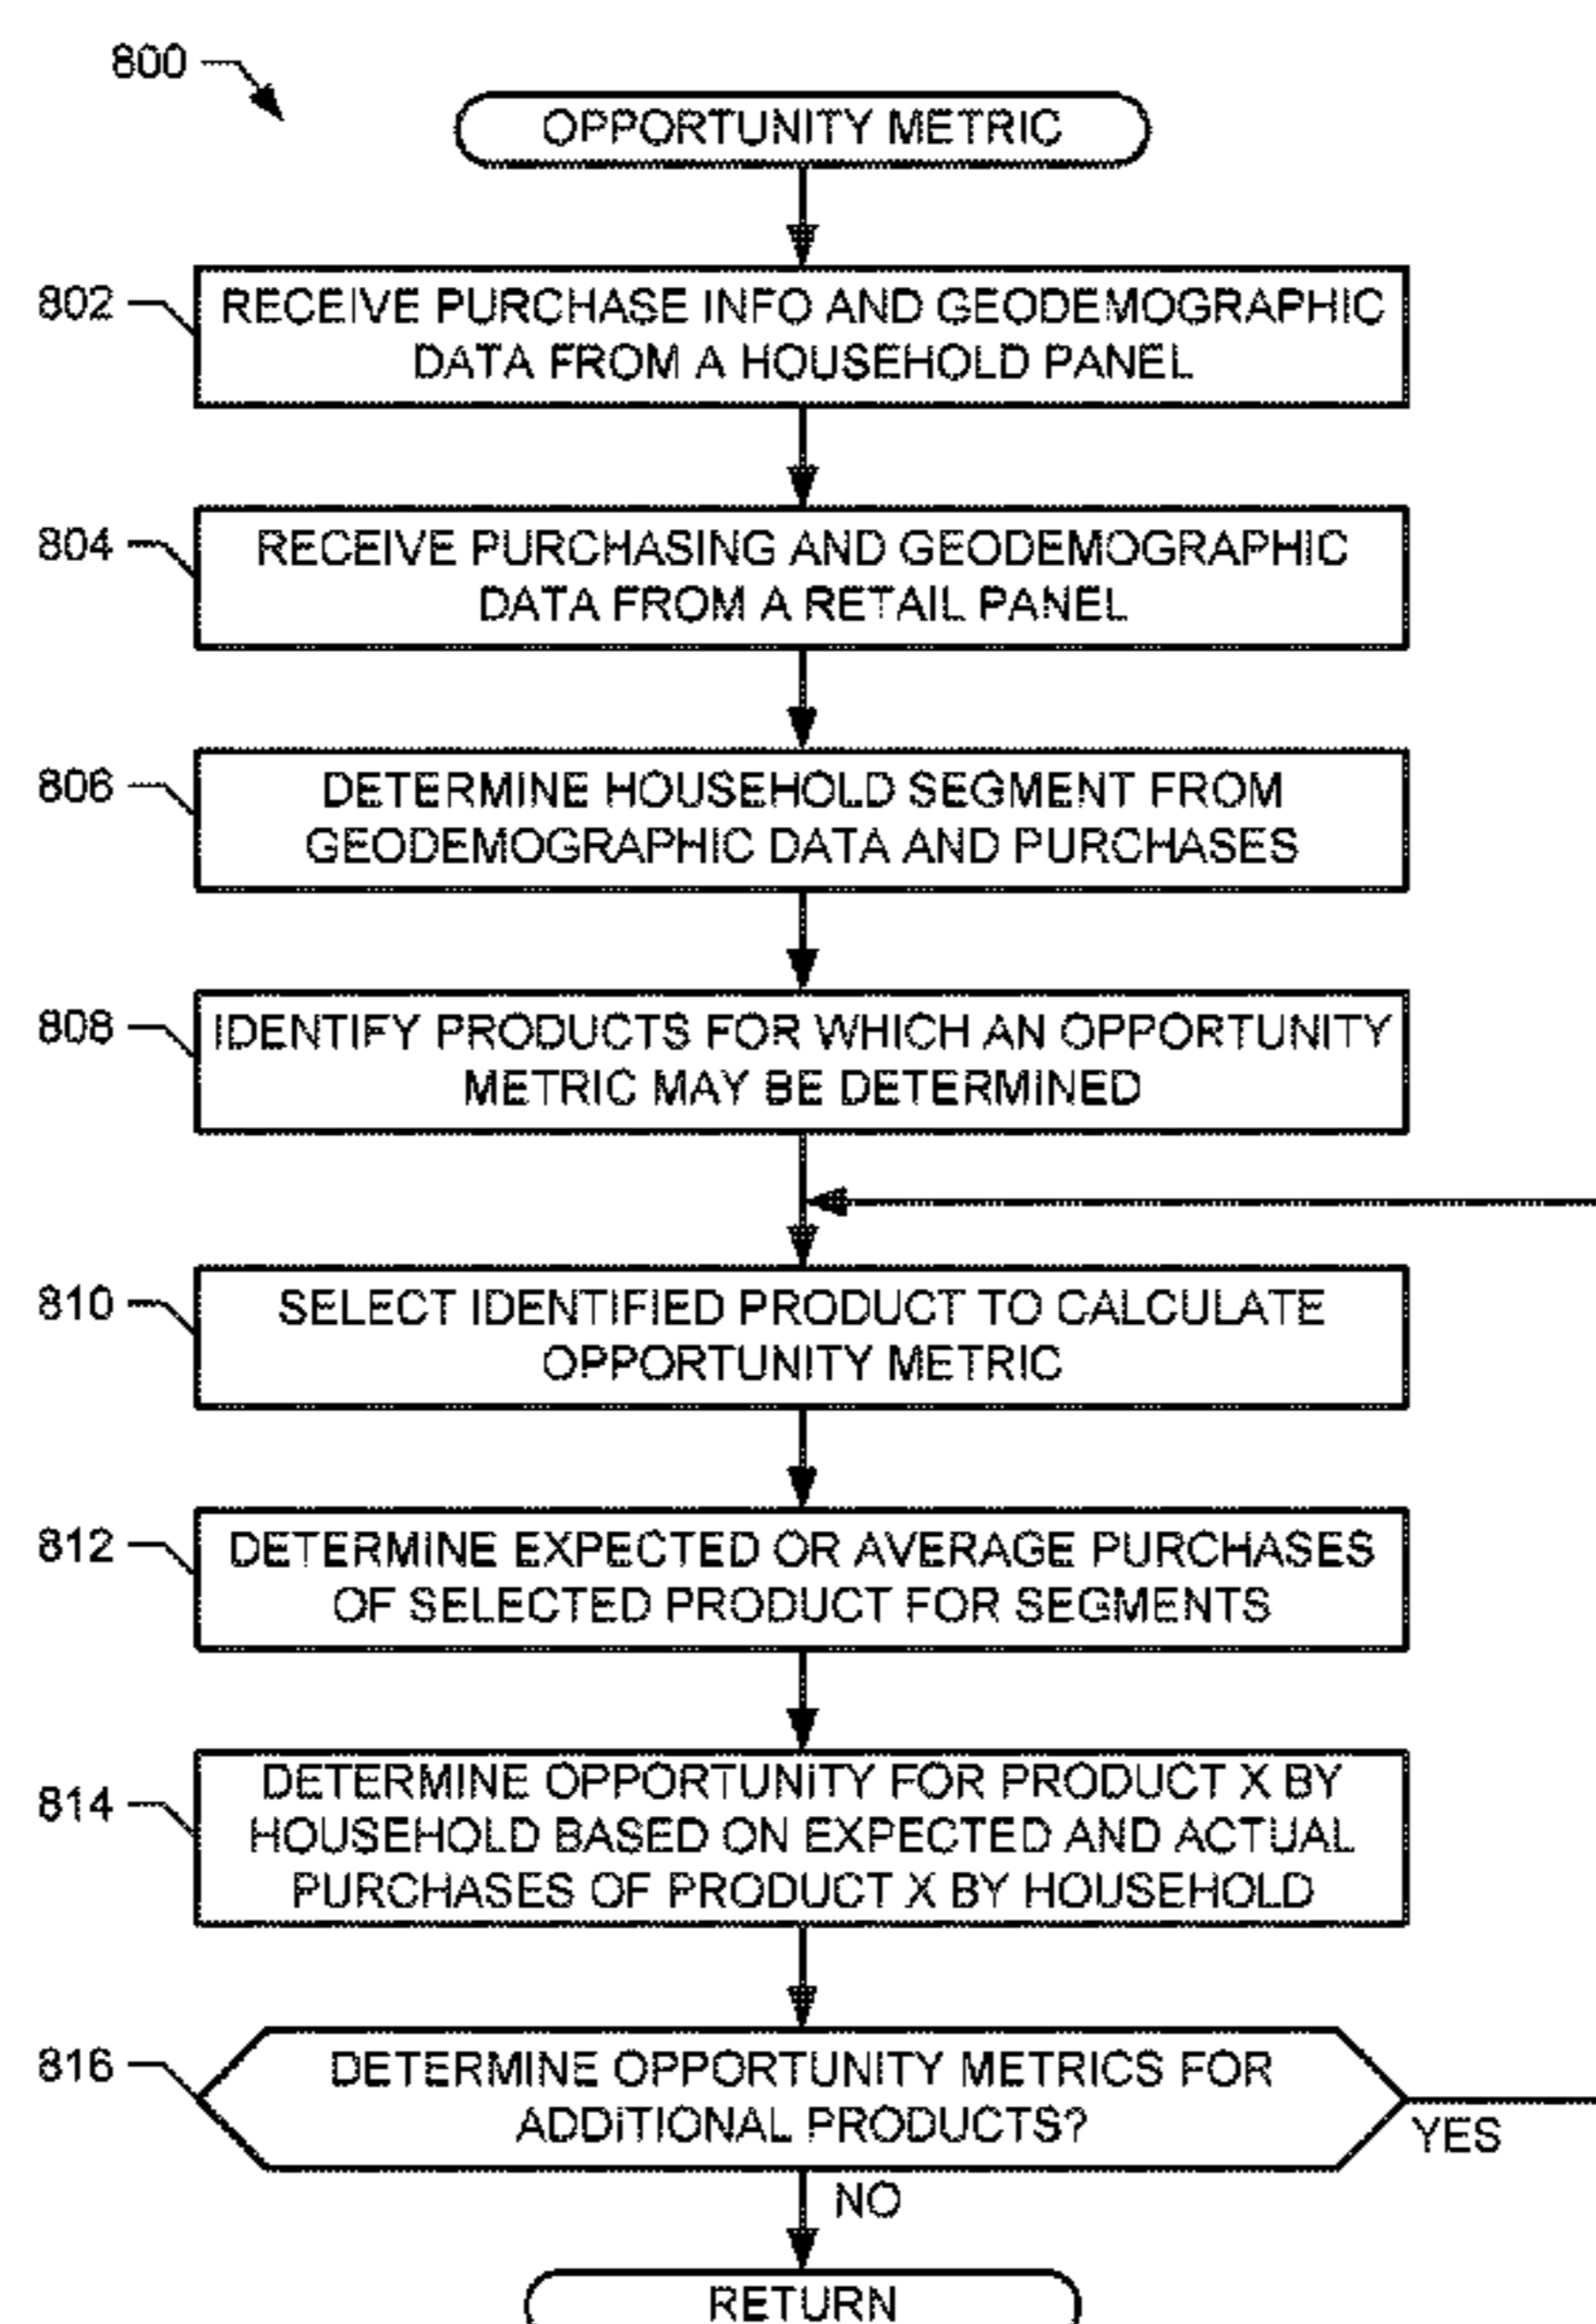 800
OPPORTUNITY METRIC
802
RECEIVE PURCHASE INFO AND GEODEMOGRAPHIC
DATA FROM A HOUSEHOLD PANEL
804
RECEIVE PURCHASING AND GEODEMOGRAPHIC
DATA FROM A RETAIL PANEL
806
DETERMINE HOUSEHOLD SEGMENT FROM
GEODEMOGRAPHIC DATA AND PURCHASES
808
IDENTIFY PRODUCTS FOR WHICH AN OPPORTUNITY
METRIC MAY BE DETERMINED
810
SELECT IDENTIFIED PRODUCT TO CALCULATE
OPPORTUNITY METRIC
812
DETERMINE EXPECTED OR AVERAGE PURCHASES
OF SELECTED PRODUCT FOR SEGMENTS
814
DETERMINE OPPORTUNITY FOR PRODUCT X BY
HOUSEHOLD BASED ON EXPECTED AND ACTUAL
PURCHASES OF PRODUCT X BY HOUSEHOLD
816
DETERMINE OPPORTUNITY METRICS FOR
ADDITIONAL PRODUCTS?
YES
NO
RETURN